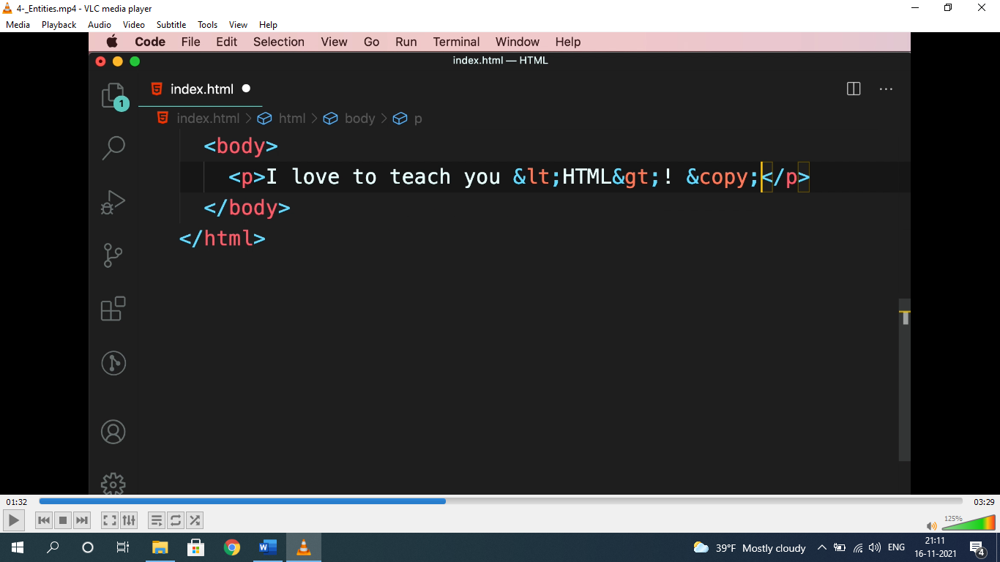 4-_Entities.mp4 - VLC media player
Media Playback Audio Video Subtitle Tools View Help
Code File Edit Selection View Go Run Terminal Window Help
index.html — HTML
1
index.html
index.html > html > body > p
<body>
<p>I love to teach you &lt;HTML&gt;! &copy;</p>
</body>
</html>
01:32 03:29
125%
39°F Mostly cloudy ENG 21:11
16-11-2021
4